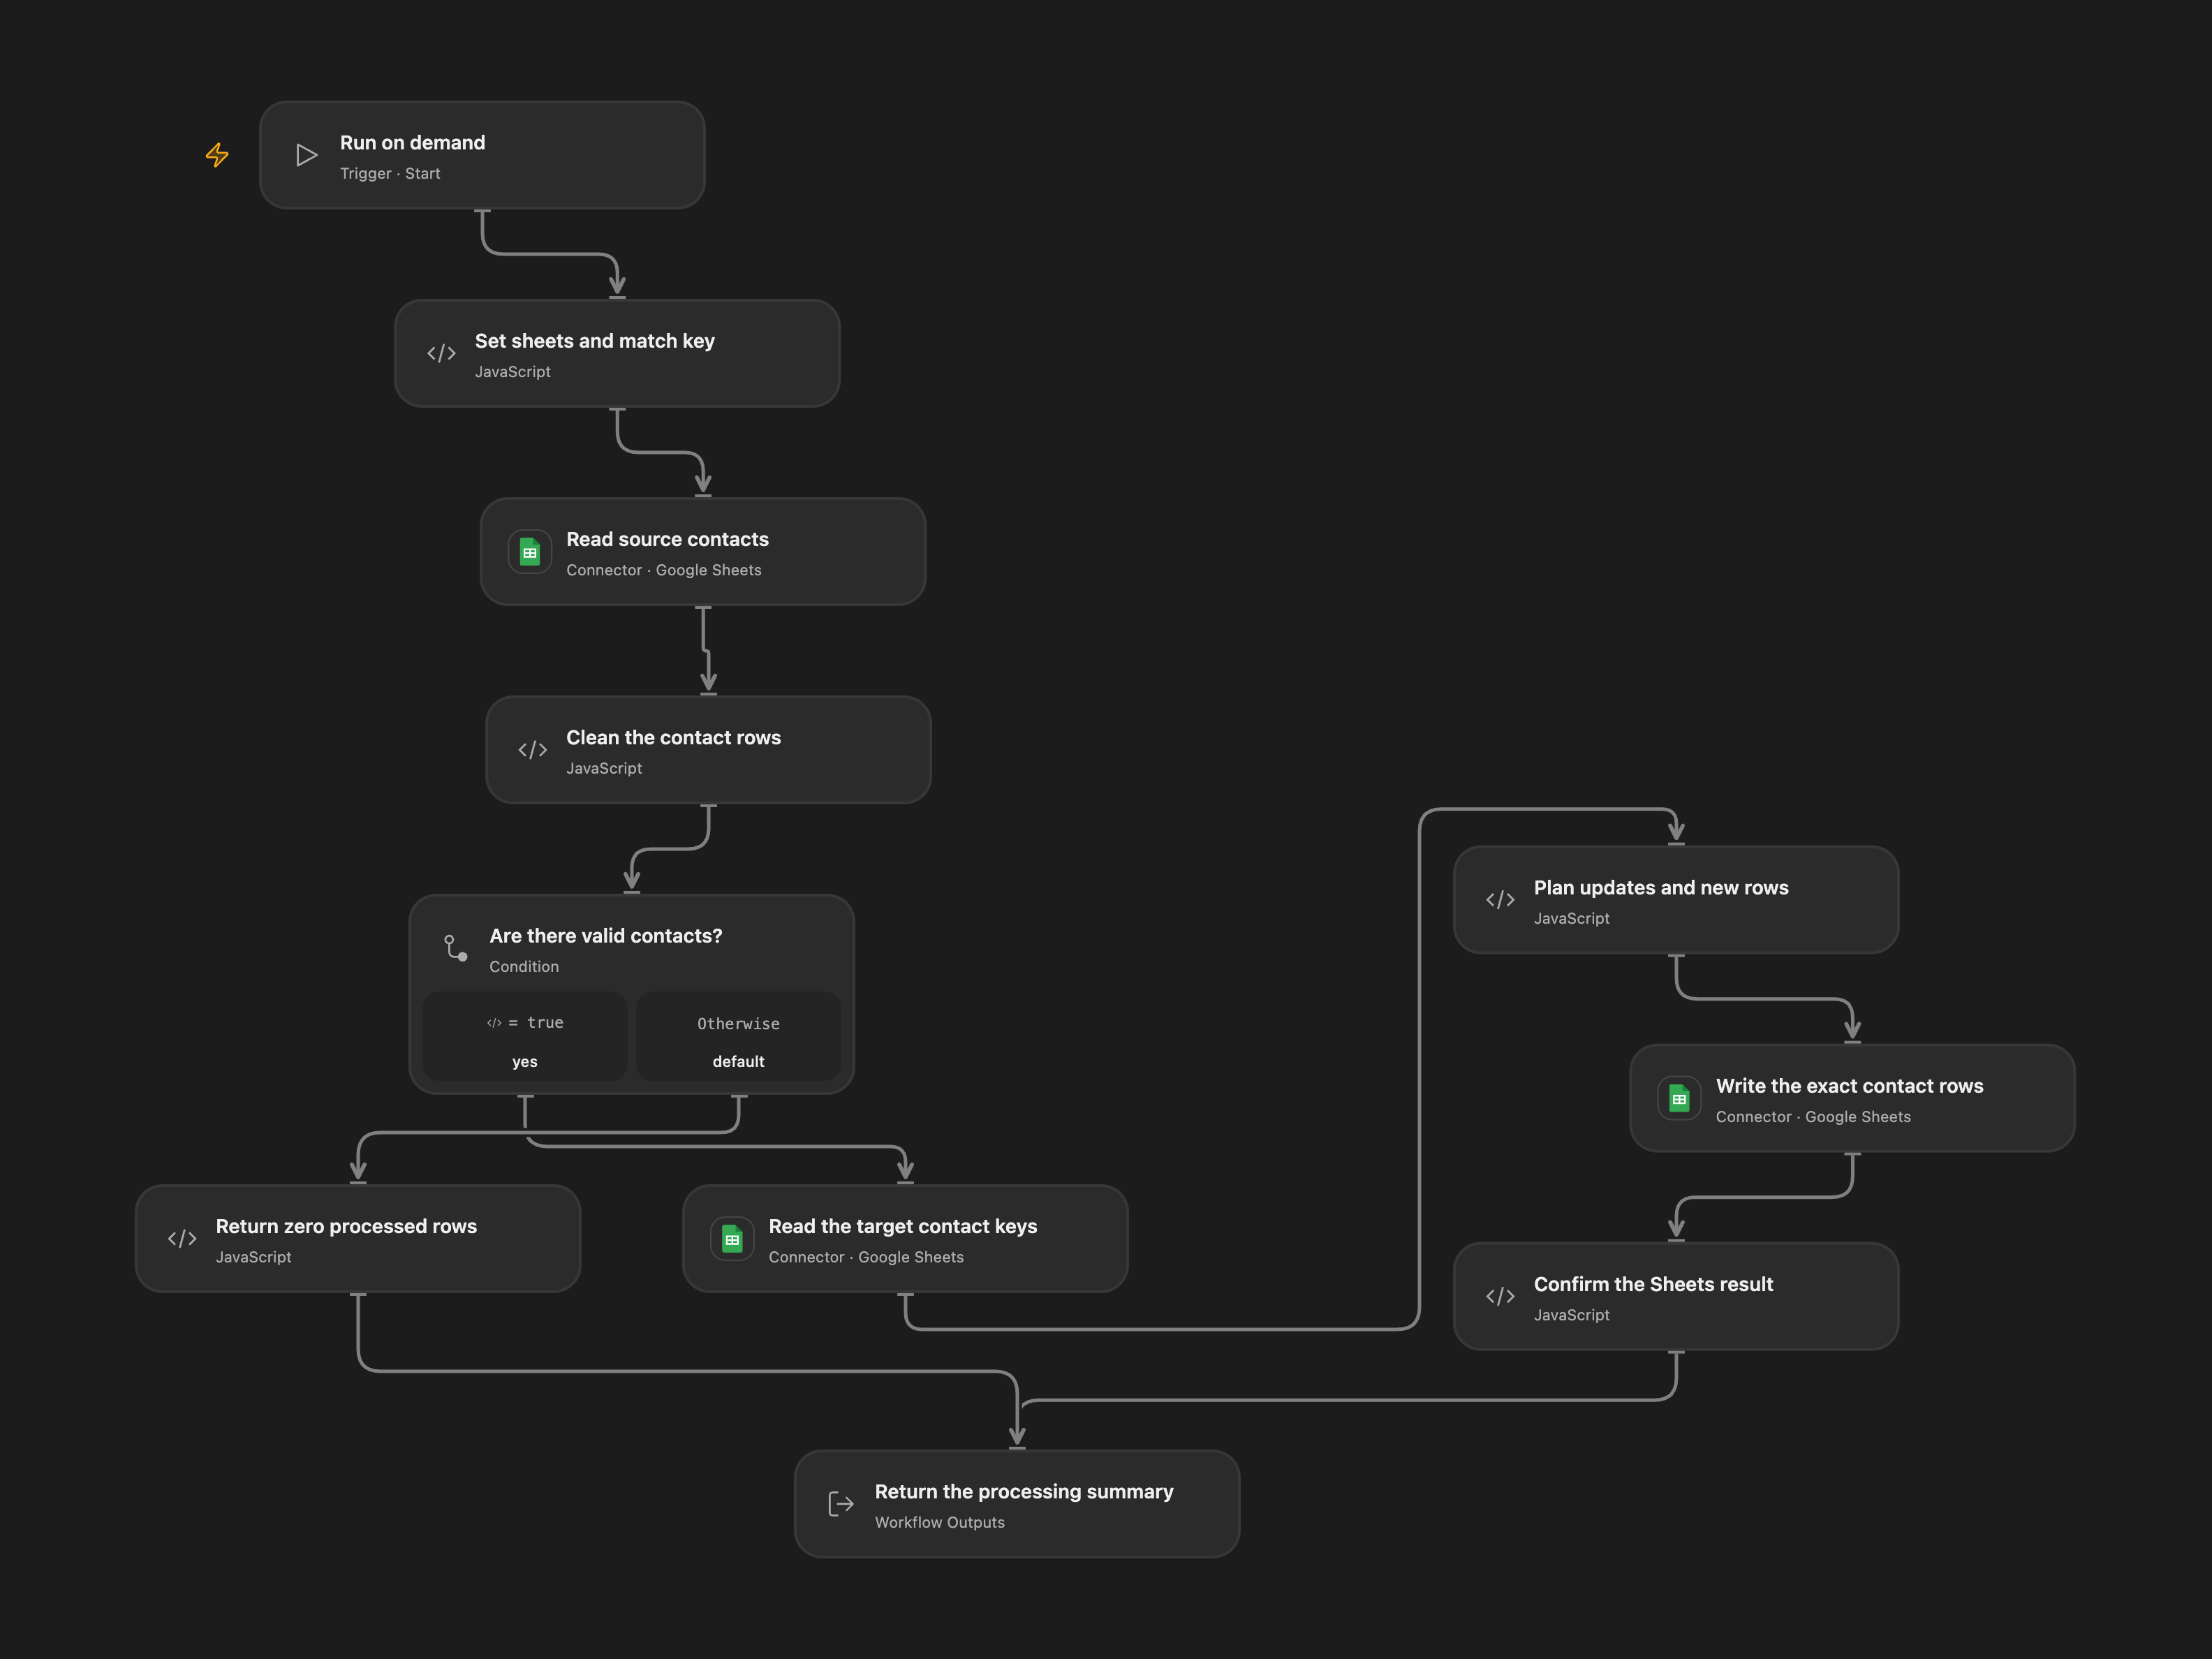 Run on demand
Trigger · Start
Set sheets and match key
JavaScript
Read source contacts
Connector · Google Sheets
Clean the contact rows
JavaScript
Are there valid contacts?
Condition
</> = true
yes
Otherwise
default
Return zero processed rows
JavaScript
Read the target contact keys
Connector · Google Sheets
Plan updates and new rows
JavaScript
Write the exact contact rows
Connector · Google Sheets
Confirm the Sheets result
JavaScript
Return the processing summary
Workflow Outputs